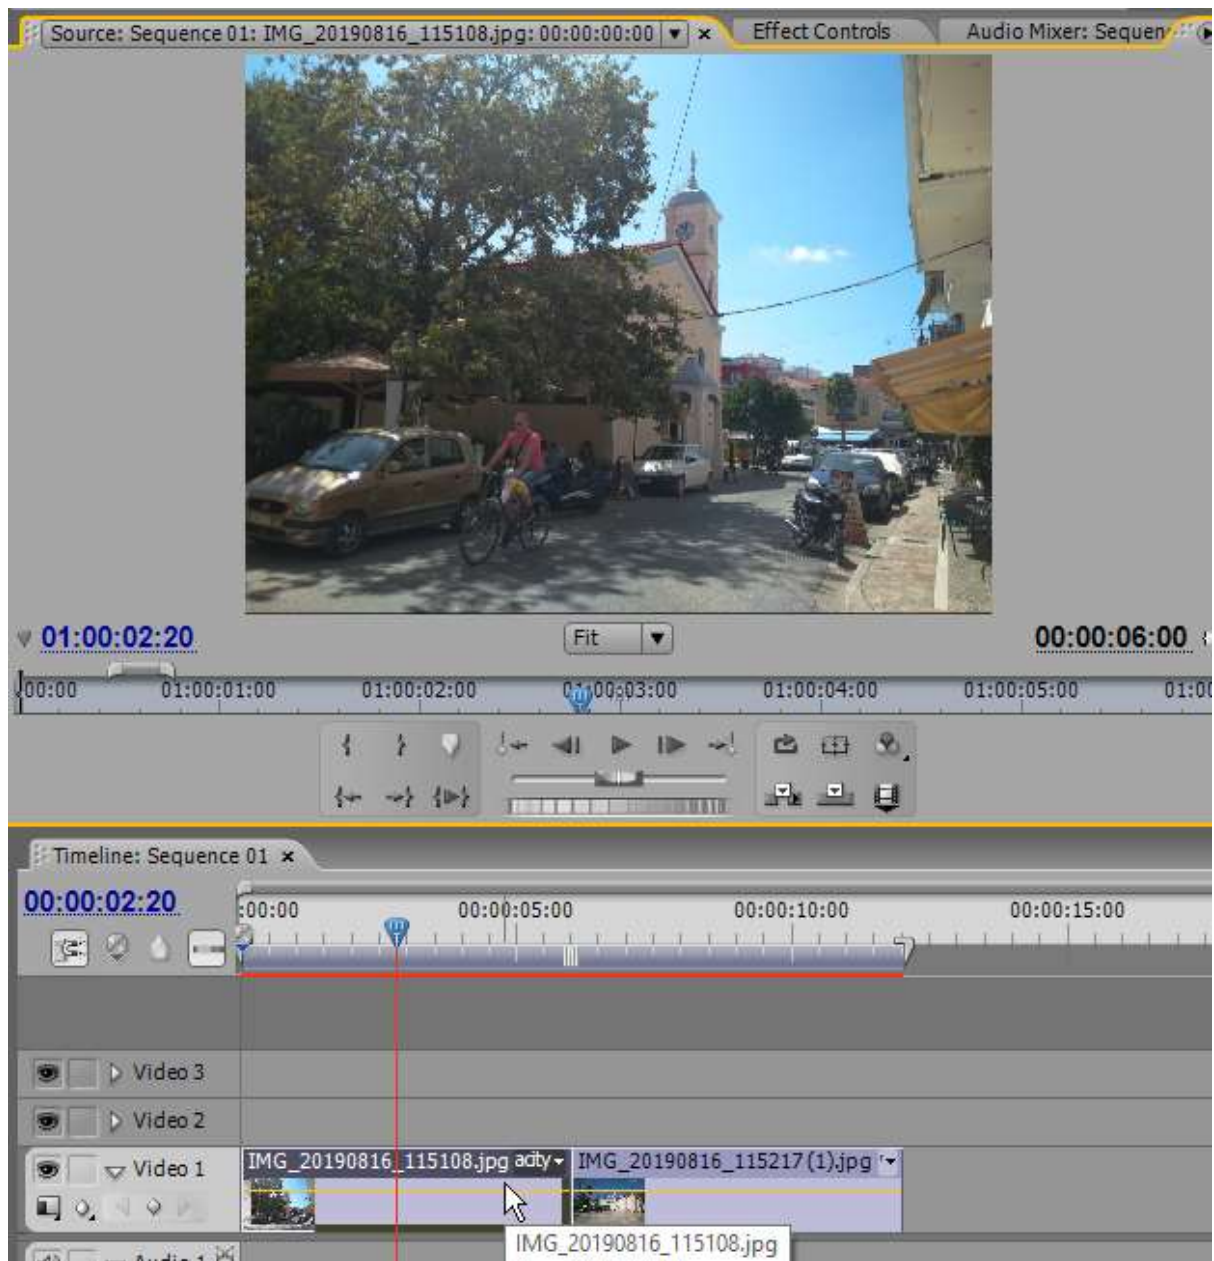 Source: Sequence 01: IMG_20190816_115108.jpg: 00:00:00:00
Effect Controls
Audio Mixer: Sequen
01:00:02:20
Fit
00:00:06:00
00:00 01:00:01:00 01:00:02:00 01:00:03:00 01:00:04:00 01:00:05:00 01:00
Timeline: Sequence 01
00:00:02:20
:00:00 00:00:05:00 00:00:10:00 00:00:15:00
Video 3
Video 2
Video 1
IMG_20190816_115108.jpg
IMG_20190816_115217 (1).jpg
IMG_20190816_115108.jpg
Audio 1